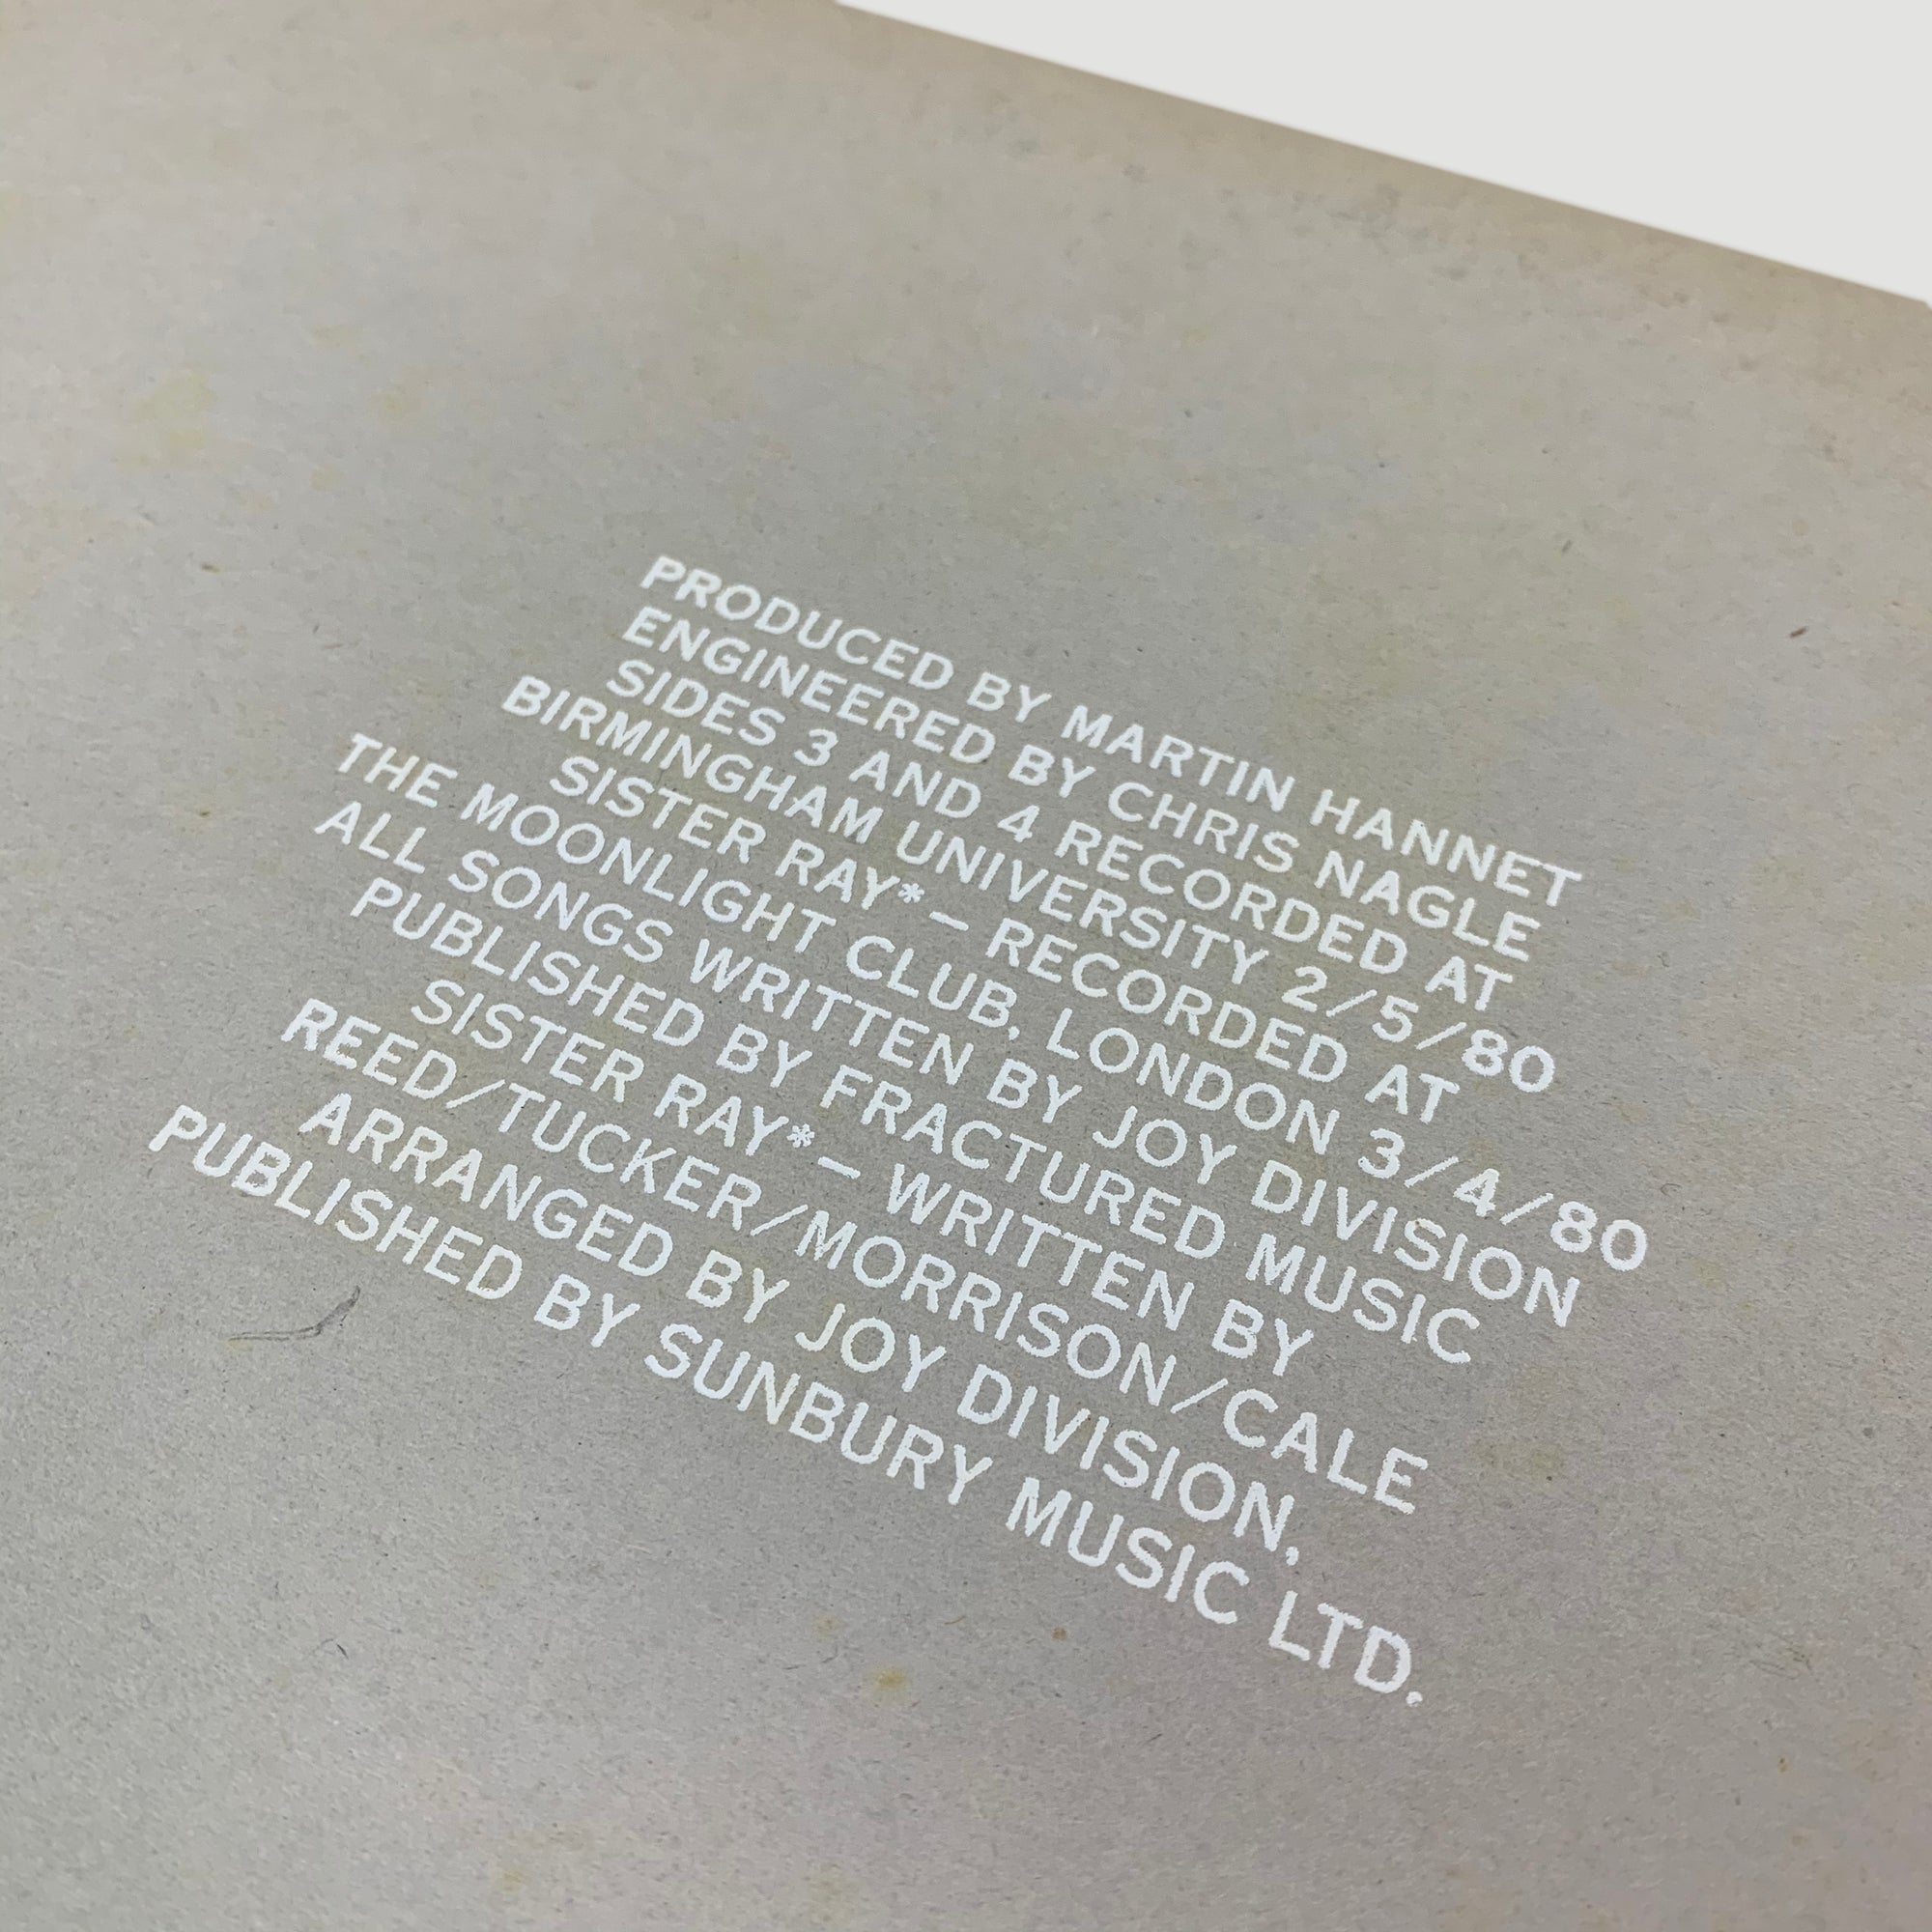 PRODUCED BY MARTIN HANNET
ENGINEERED BY CHRIS NAGLE
SIDES 3 AND 4 RECORDED AT
BIRMINGHAM UNIVERSITY 2/5/80
SISTER RAY* — RECORDED AT
THE MOONLIGHT CLUB, LONDON 3/4/80
ALL SONGS WRITTEN BY JOY DIVISION
PUBLISHED BY FRACTURED MUSIC
SISTER RAY* — WRITTEN BY
REED/TUCKER/MORRISON/CALE
ARRANGED BY JOY DIVISION,
PUBLISHED BY SUNBURY MUSIC LTD.